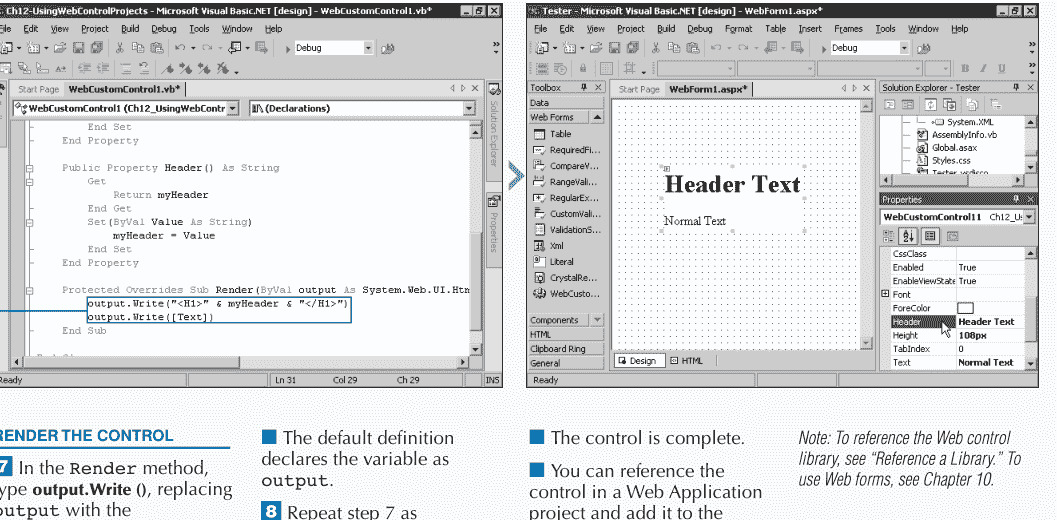 Ch12-UsingWebControlProjects - Microsoft Visual Basic.NET [design] - WebCustomControl1.vb*
File Edit View Project Build Debug Tools Window Help
Debug
Start Page WebCustomControl1.vb*
WebCustomControl1 (Ch12_UsingWebContr (Declarations)
End Set
End Property
Public Property Header() As String
Get
Return myHeader
End Get
Set(ByVal Value As String)
myHeader = Value
End Set
End Property
Protected Overrides Sub Render(ByVal output As System.Web.UI.Htm
output.Write("<H1>" & myHeader & "</H1>")
output.Write([Text])
End Sub
Solution Explorer
Properties
Ready Ln 31 Col 29 Ch 29 INS
Tester - Microsoft Visual Basic.NET [design] - WebForm1.aspx*
File Edit View Project Build Debug Format Table Insert Frames Tools Window Help
Debug
B I U
Toolbox
Data
Web Forms
Table
RequiredFi...
CompareV...
RangeVali...
RegularEx...
CustomVali...
ValidationS...
Xml
Literal
CrystalRe...
WebCusto...
Components
HTML
Clipboard Ring
General
Start Page WebForm1.aspx*
Header Text
Normal Text
Design HTML
Solution Explorer - Tester
System.XML
AssemblyInfo.vb
Global.asax
Styles.css
Tester.vsdisco
Properties
WebCustomControl11 Ch12_U
CssClass
Enabled True
EnableViewState True
Font
ForeColor
Header Header Text
Height 108px
TabIndex 0
Text Normal Text
Ready
RENDER THE CONTROL
7 In the Render method,
type output.Write (), replacing
output with the
■ The default definition
declares the variable as
output.
8 Repeat step 7 as
■ The control is complete.
■ You can reference the
control in a Web Application
project and add it to the
Note: To reference the Web control
library, see “Reference a Library.” To
use Web forms, see Chapter 10.